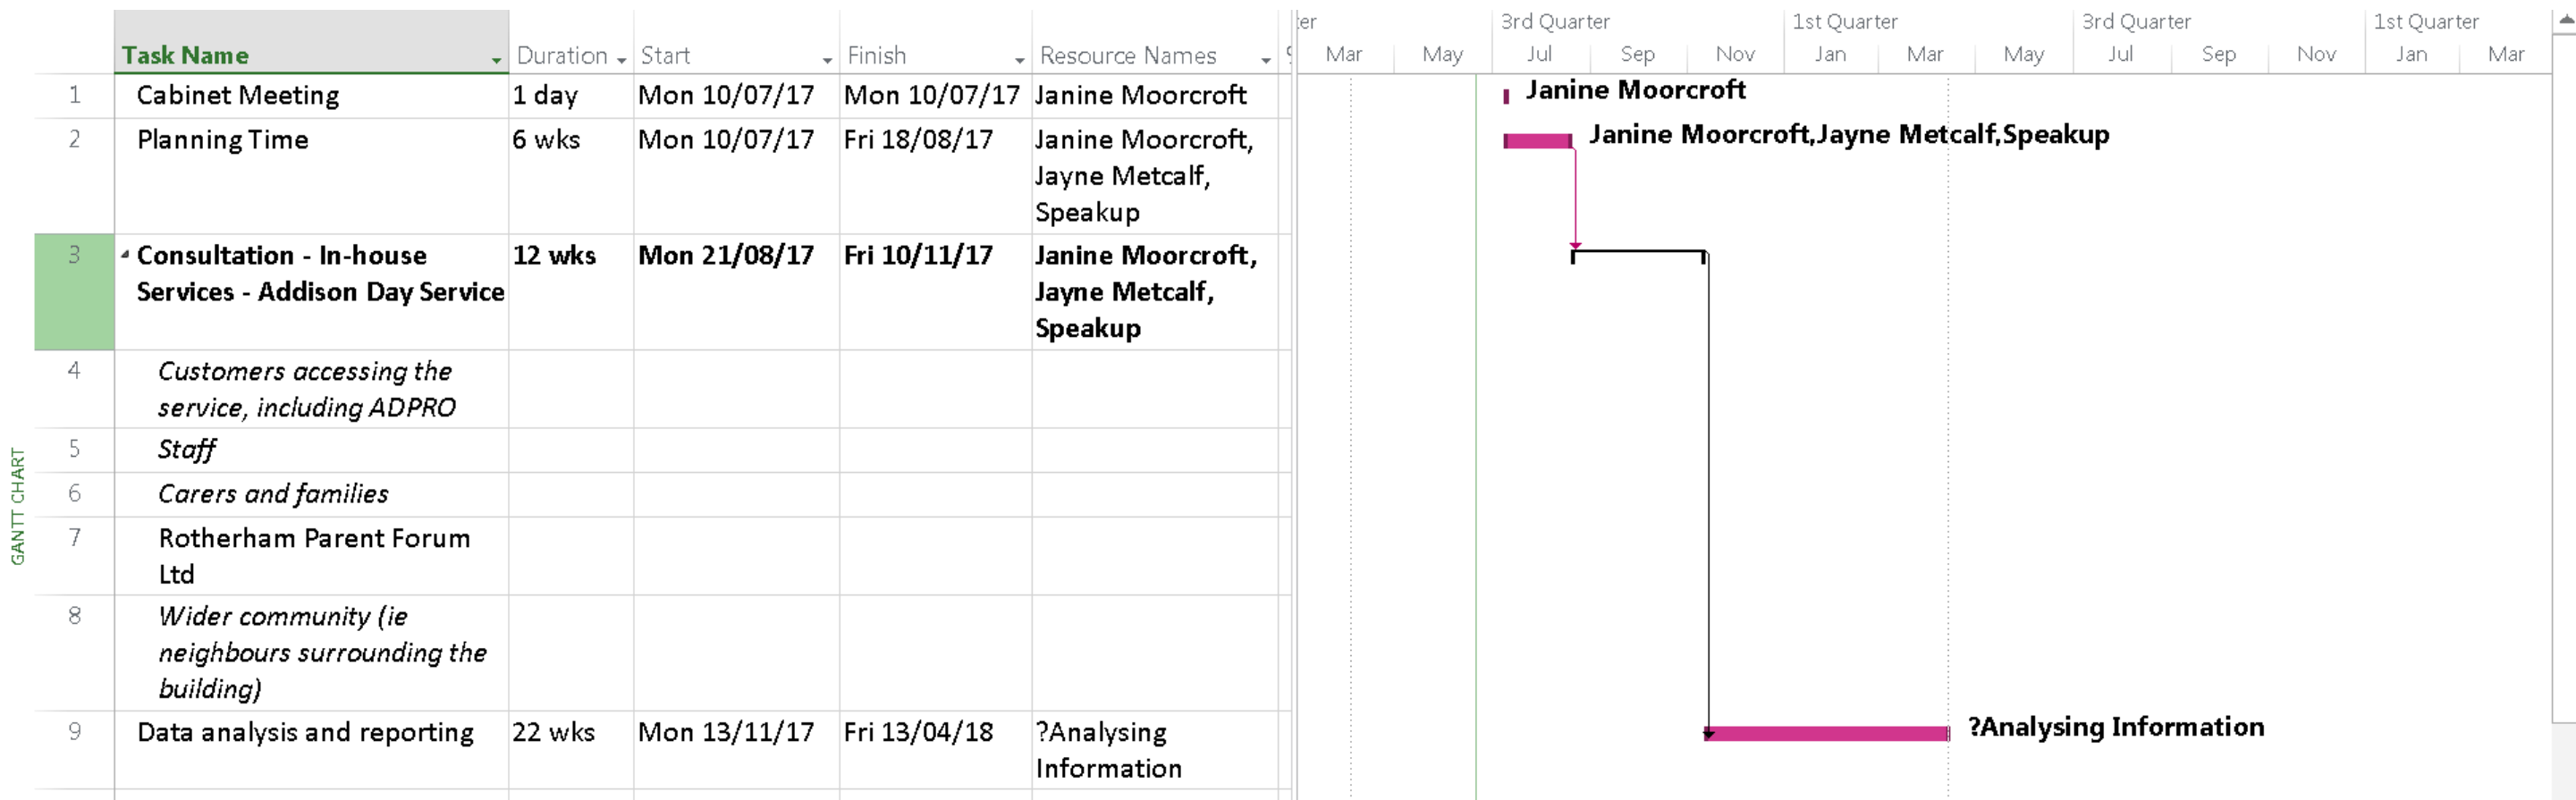 Task Name Duration Start Finish Resource Names
3rd Quarter 1st Quarter 3rd Quarter 1st Quarter
Mar May Jul Sep Nov Jan Mar May Jul Sep Nov Jan Mar
1 Cabinet Meeting 1 day Mon 10/07/17 Mon 10/07/17 Janine Moorcroft
Janine Moorcroft
2 Planning Time 6 wks Mon 10/07/17 Fri 18/08/17 Janine Moorcroft,
Jayne Metcalf,
Speakup
Janine Moorcroft,Jayne Metcalf,Speakup
3 Consultation - In-house 12 wks Mon 21/08/17 Fri 10/11/17 Janine Moorcroft,
Services - Addison Day Service Jayne Metcalf,
Speakup
4 Customers accessing the
service, including ADPRO
5 Staff
6 Carers and families
7 Rotherham Parent Forum
Ltd
8 Wider community (ie
neighbours surrounding the
building)
9 Data analysis and reporting 22 wks Mon 13/11/17 Fri 13/04/18 ?Analysing
Information
?Analysing Information
GANTT CHART